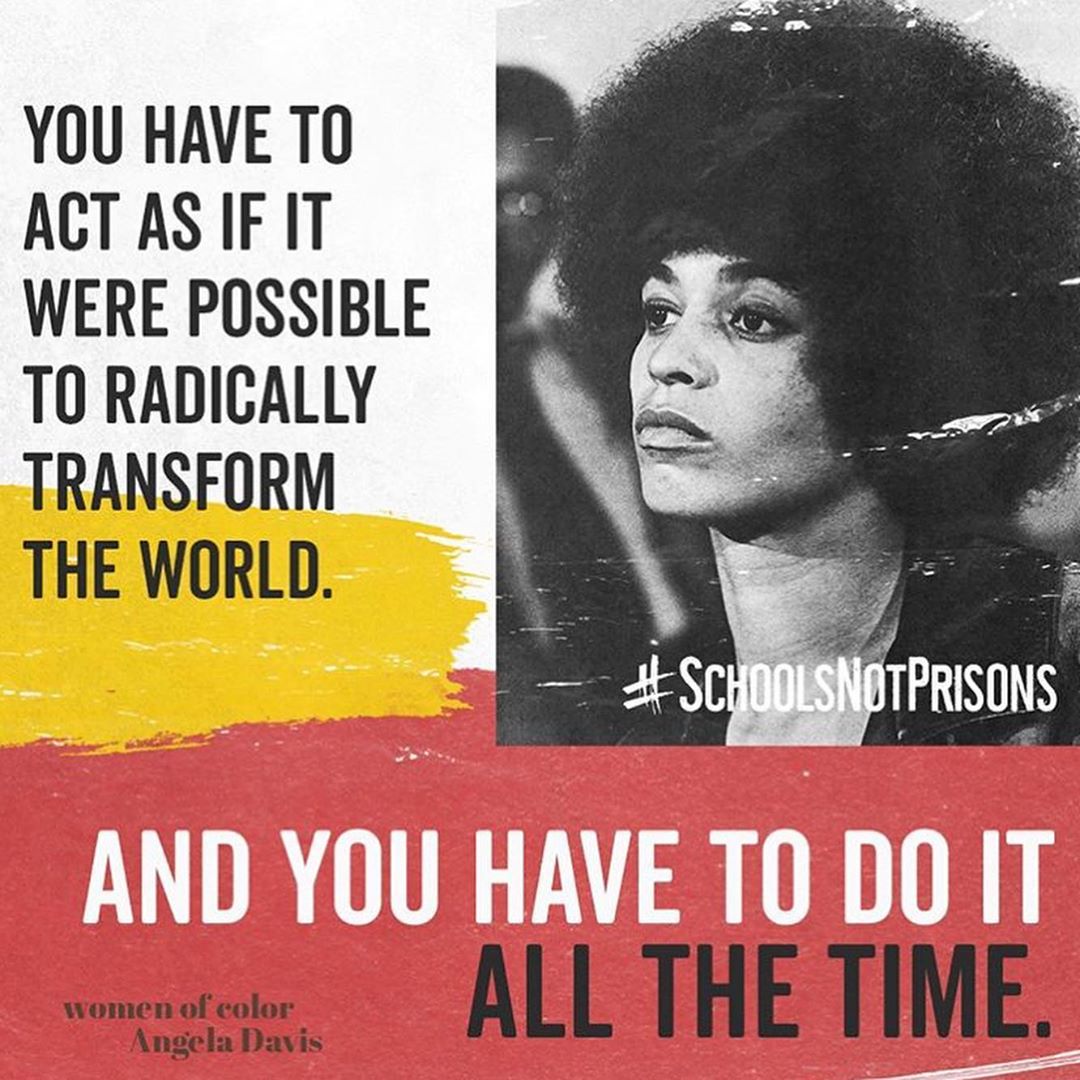 YOU HAVE TO
ACT AS IF IT
WERE POSSIBLE
TO RADICALLY
TRANSFORM
THE WORLD.
#SCHOOLSNOTPRISONS
AND YOU HAVE TO DO IT
ALL THE TIME.
women of color
Angela Davis